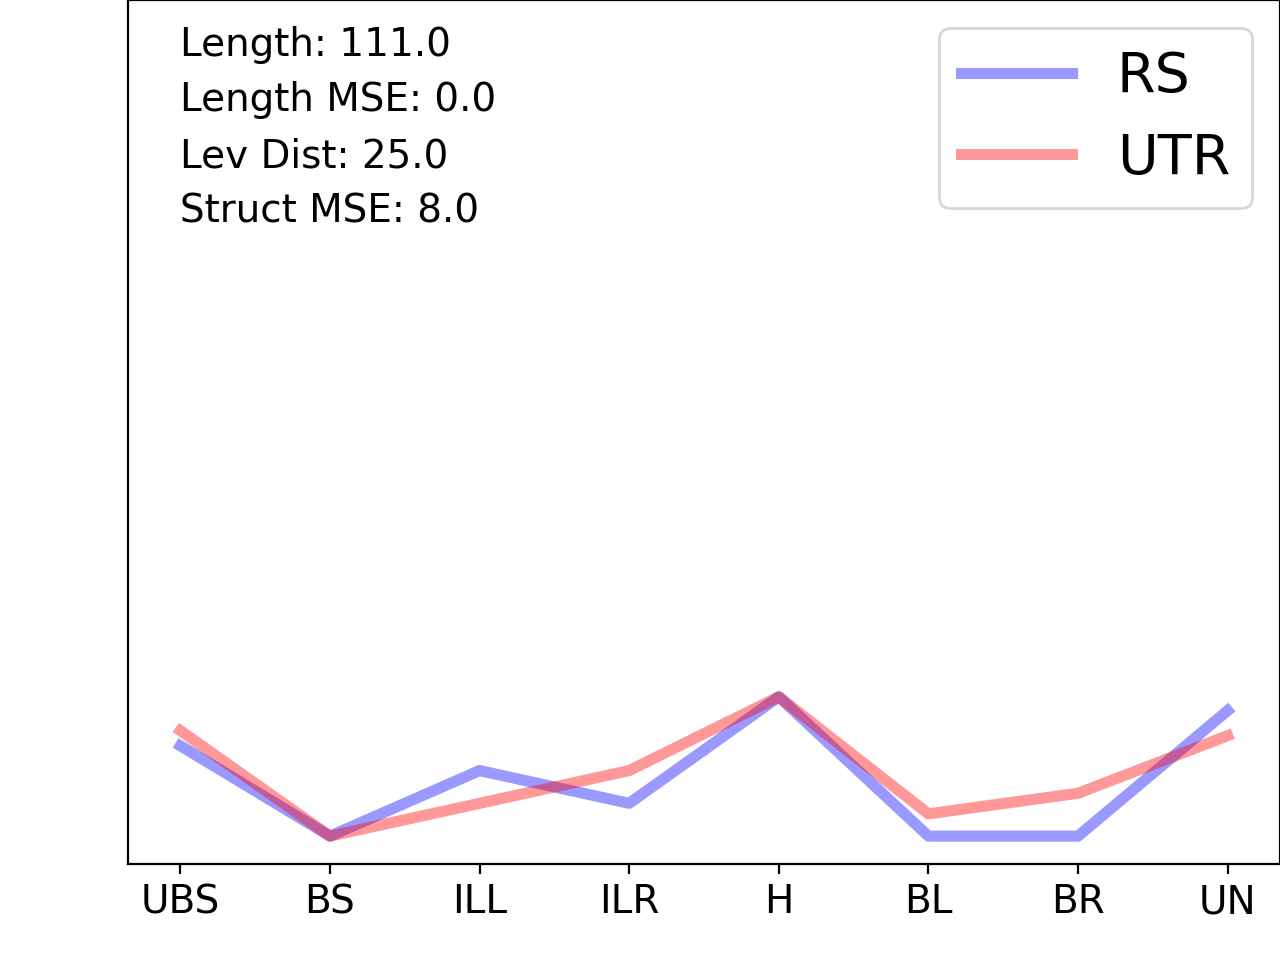 Length: 111.0
Length MSE: 0.0
Lev Dist: 25.0
Struct MSE: 8.0
RS
UTR
UBS BS ILL ILR H BL BR UN